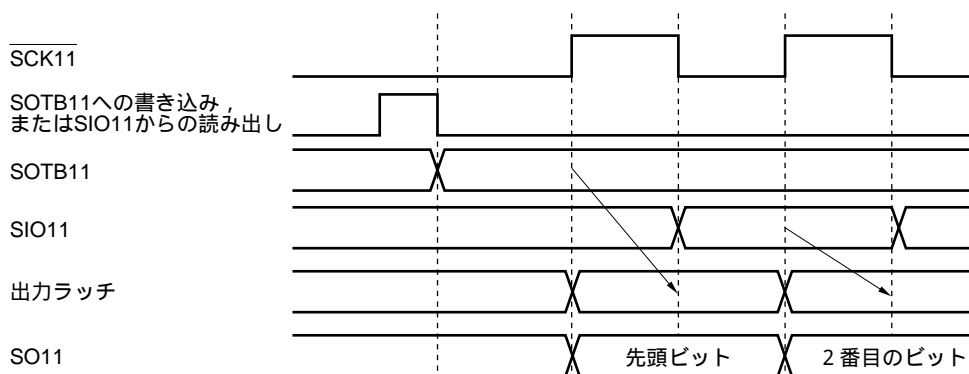 SCK11
SOTB11への書き込み，
またはSIO11からの読み出し
SOTB11
SIO11
出力ラッチ
SO11
先頭ビット
2番目のビット